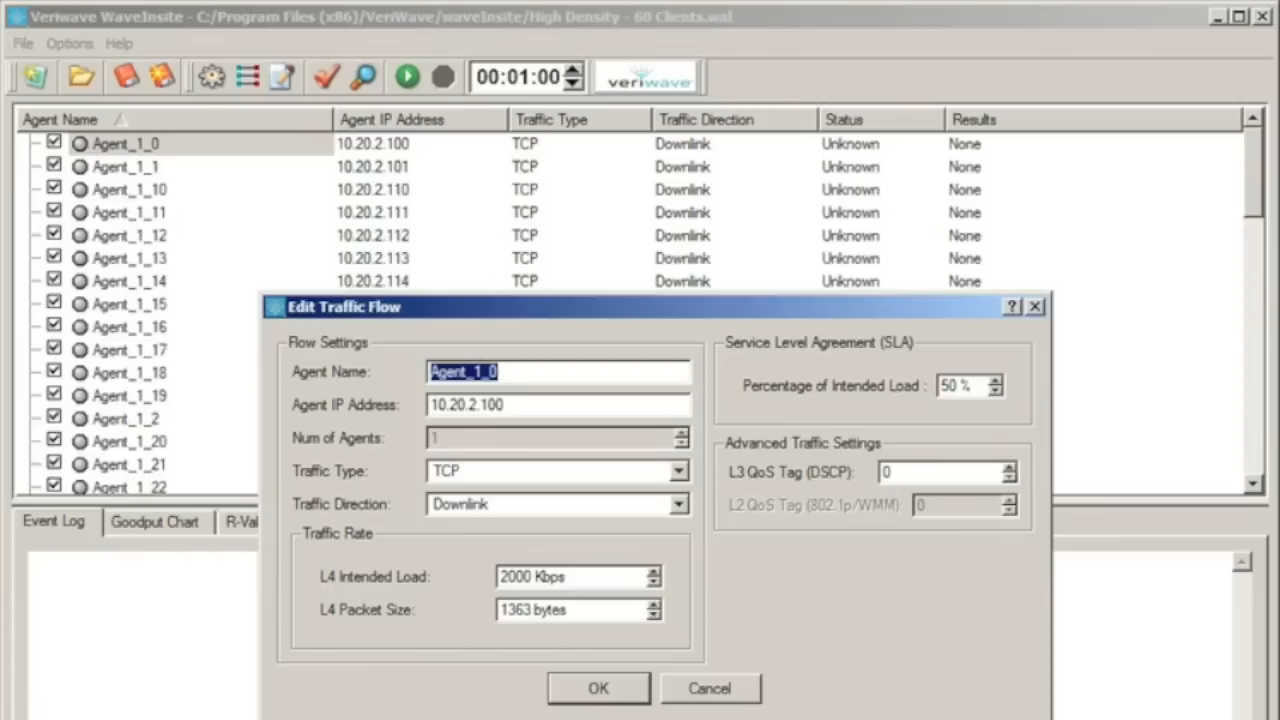 Veriwave WaveInsite - C:/Program Files (x86)/VeriWave/waveInsite/High Density - 60 Clients.wal
File Options Help
00:01:00 veriwave
Agent Name Agent IP Address Traffic Type Traffic Direction Status Results
Agent_1_0 10.20.2.100 TCP Downlink Unknown None
Agent_1_1 10.20.2.101 TCP Downlink Unknown None
Agent_1_10 10.20.2.110 TCP Downlink Unknown None
Agent_1_11 10.20.2.111 TCP Downlink Unknown None
Agent_1_12 10.20.2.112 TCP Downlink Unknown None
Agent_1_13 10.20.2.113 TCP Downlink Unknown None
Agent_1_14 10.20.2.114 TCP Downlink Unknown None
Agent_1_15
Agent_1_16
Agent_1_17
Agent_1_18
Agent_1_19
Agent_1_2
Agent_1_20
Agent_1_21
Agent_1_22
Event Log Goodput Chart R-Val
Edit Traffic Flow
Flow Settings
Agent Name: Agent_1_0
Agent IP Address: 10.20.2.100
Num of Agents: 1
Traffic Type: TCP
Traffic Direction: Downlink
Traffic Rate
L4 Intended Load: 2000 Kbps
L4 Packet Size: 1363 bytes
Service Level Agreement (SLA)
Percentage of Intended Load : 50 %
Advanced Traffic Settings
L3 QoS Tag (DSCP): 0
L2 QoS Tag (802.1p/WMM): 0
OK Cancel